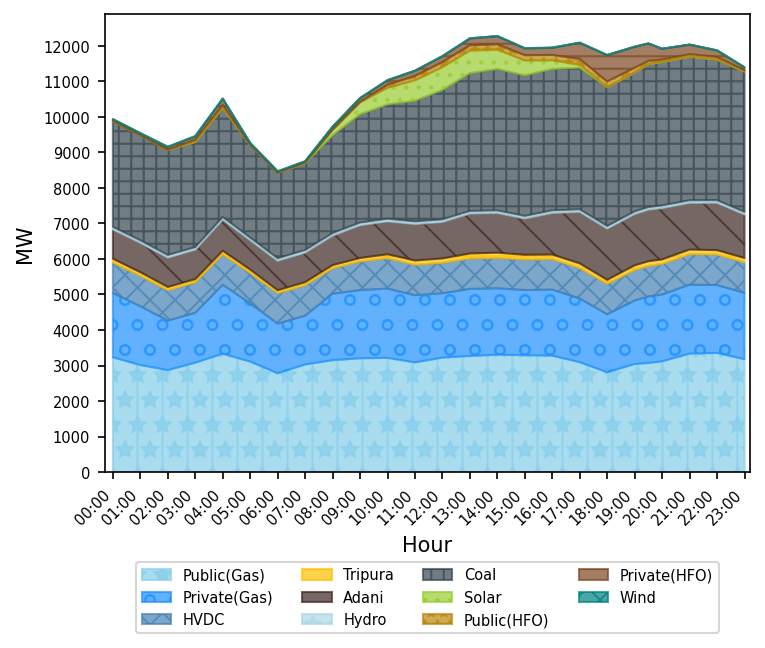 12000
11000
10000
9000
8000
7000
6000
5000
4000
3000
2000
1000
0
MW
00:00 01:00 02:00 03:00 04:00 05:00 06:00 07:00 08:00 09:00 10:00 11:00 12:00 13:00 14:00 15:00 16:00 17:00 18:00 19:00 20:00 21:00 22:00 23:00
Hour
Public(Gas) Tripura Coal Private(HFO)
Private(Gas) Adani Solar Wind
HVDC Hydro Public(HFO)